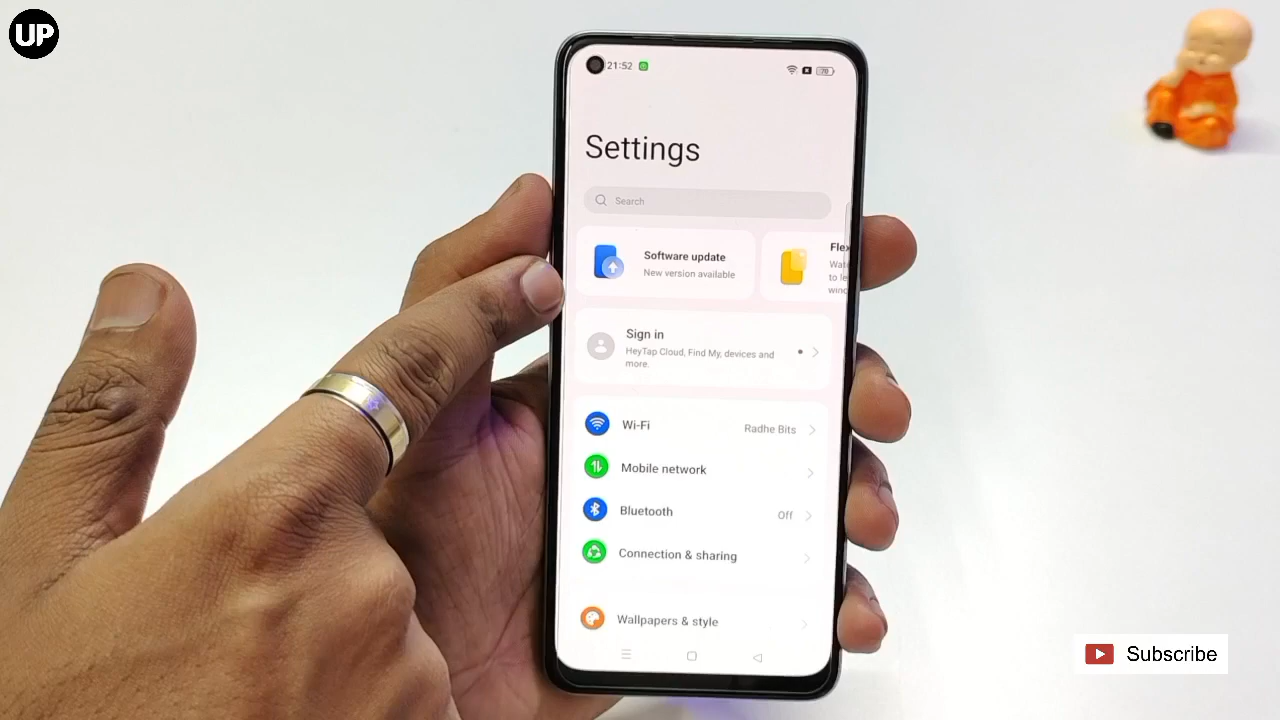 UP
21:52
70
Settings
Search
Software update
New version available
Sign in
HeyTap Cloud, Find My, devices and
more.
Wi-Fi
Radhe Bits
Mobile network
Bluetooth
Off
Connection & sharing
Wallpapers & style
Subscribe